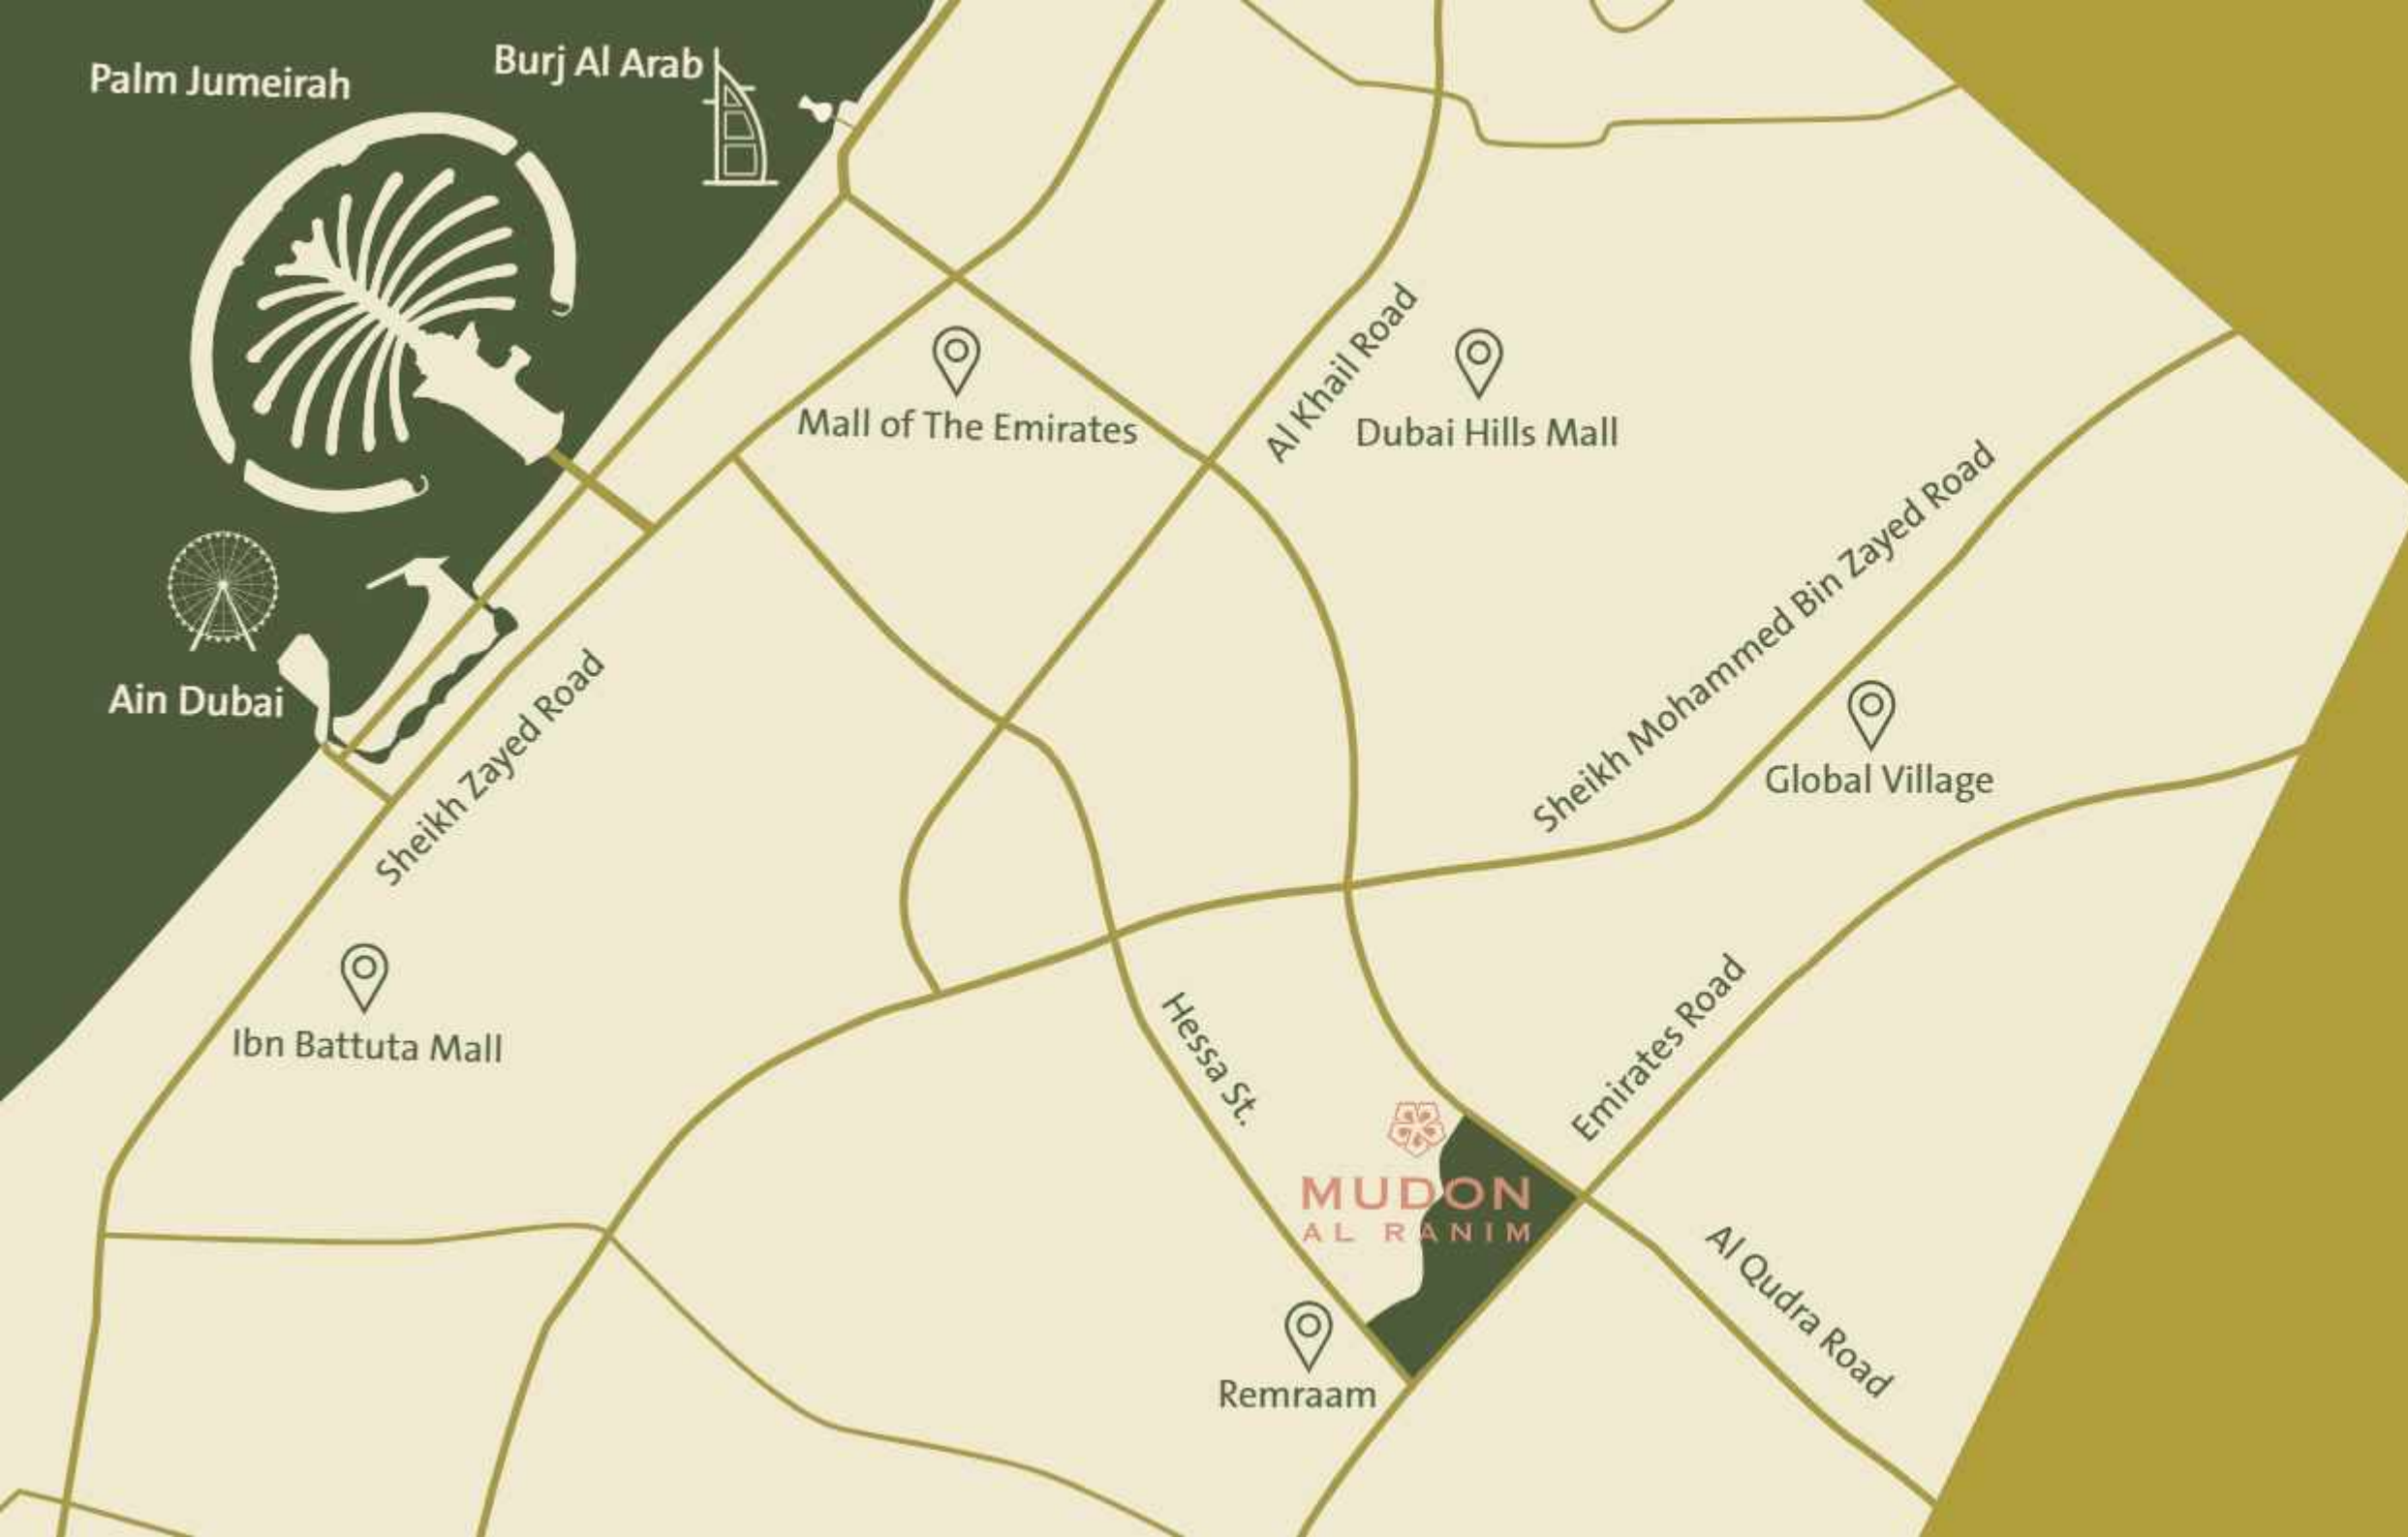 Palm Jumeirah
Burj Al Arab
Mall of The Emirates
Al Khail Road
Dubai Hills Mall
Ain Dubai
Sheikh Zayed Road
Sheikh Mohammed Bin Zayed Road
Global Village
Ibn Battuta Mall
Hessa St.
Emirates Road
MUDON
AL RANIM
Al Qudra Road
Remraam